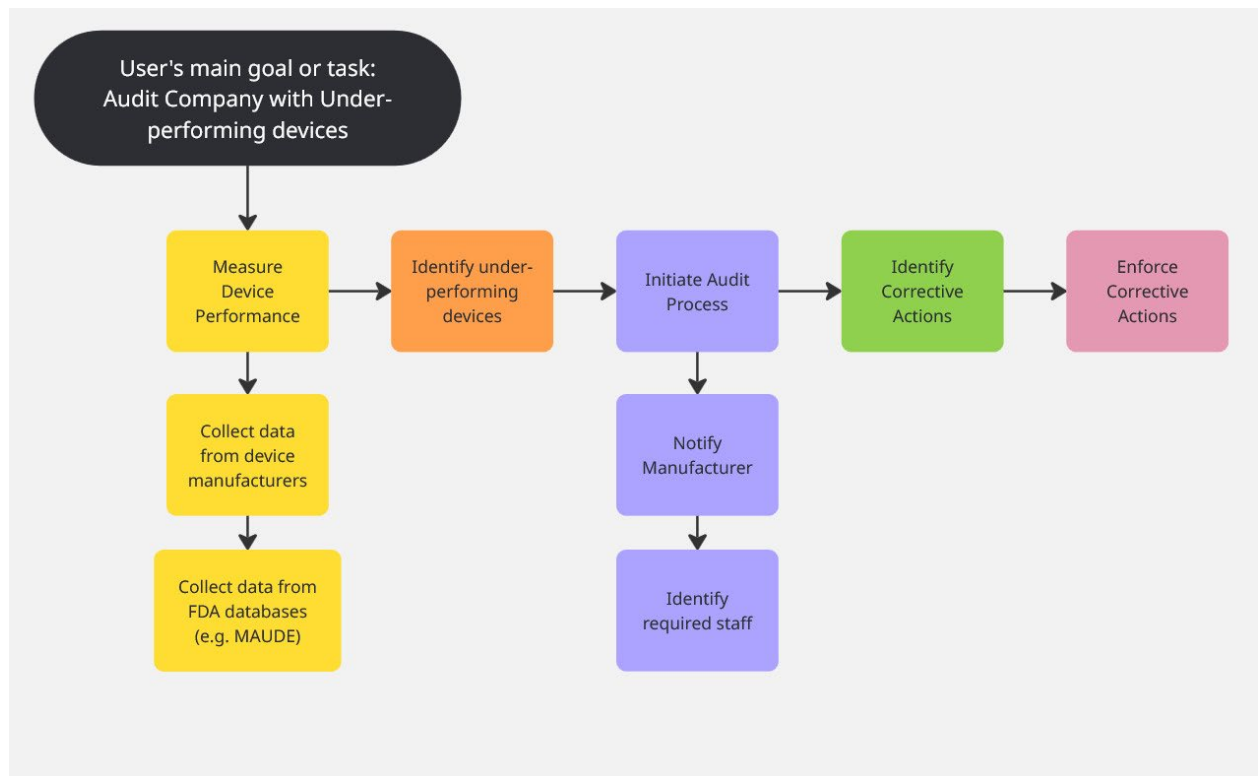 User's main goal or task:
Audit Company with Under-
performing devices
Measure
Device
Performance
Identify under-
performing
devices
Initiate Audit
Process
Identify
Corrective
Actions
Enforce
Corrective
Actions
Collect data
from device
manufacturers
Notify
Manufacturer
Collect data from
FDA databases
(e.g. MAUDE)
Identify
required staff